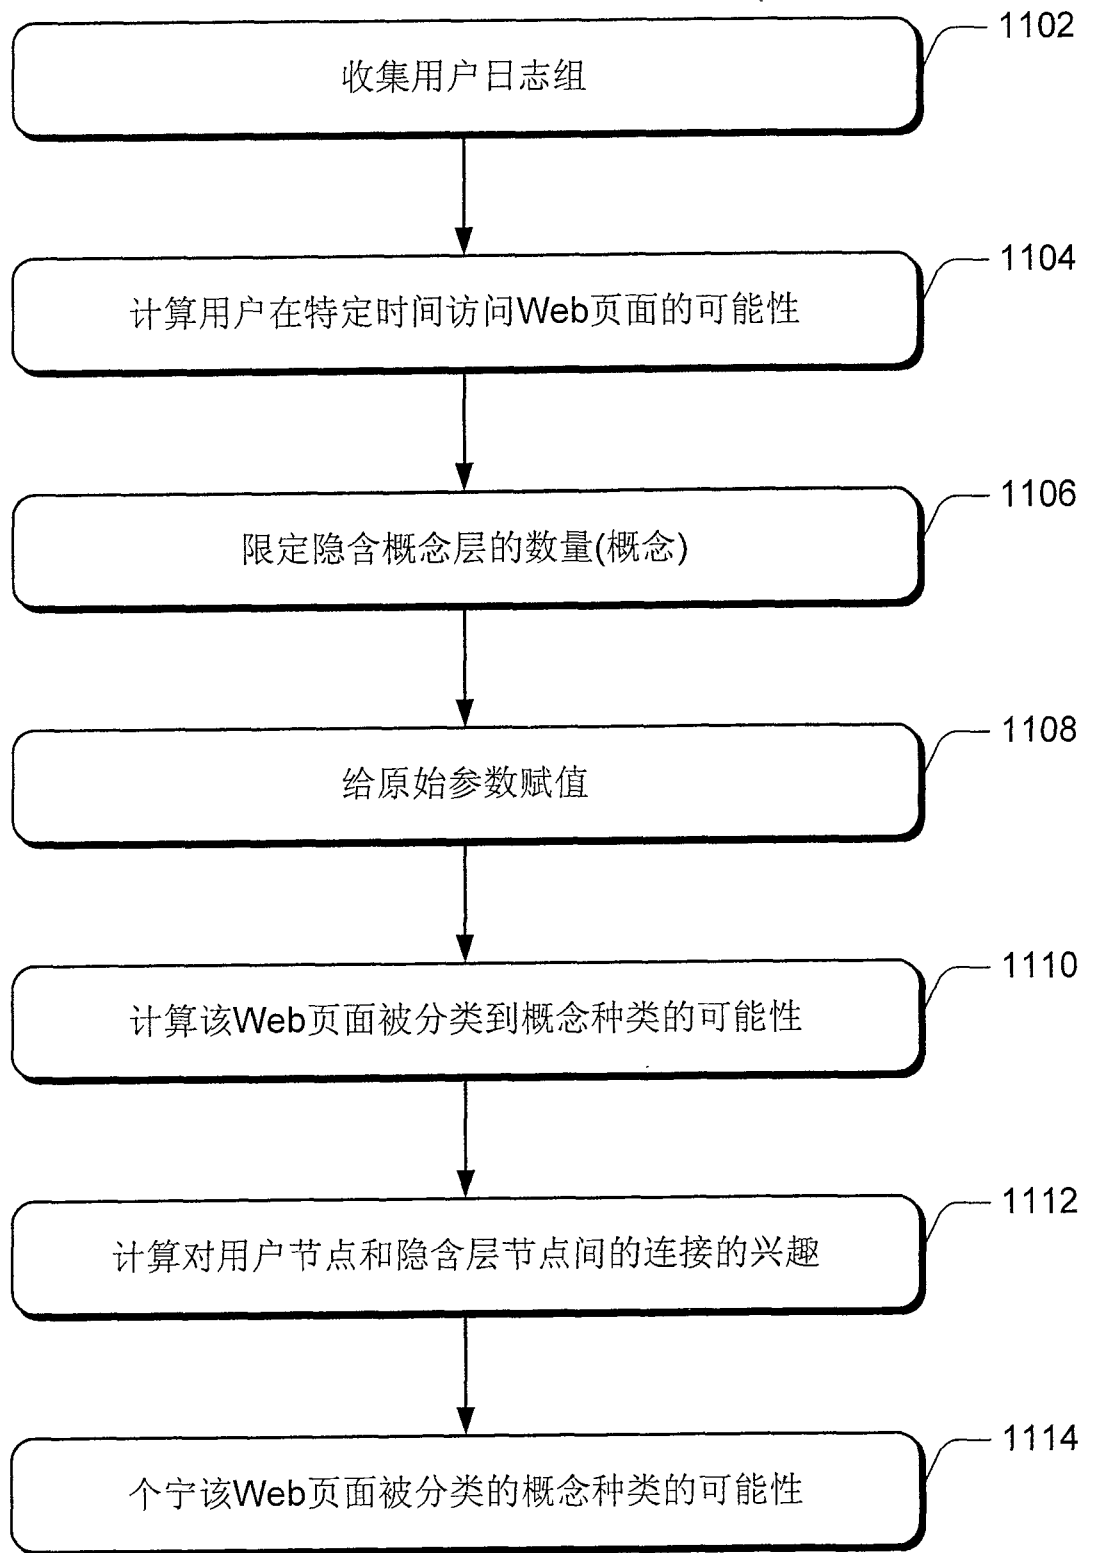 1102
收集用户日志组
1104
计算用户在特定时间访问Web页面的可能性
1106
限定隐含概念层的数量(概念)
1108
给原始参数赋值
1110
计算该Web页面被分类到概念种类的可能性
1112
计算对用户节点和隐含层节点间的连接的兴趣
1114
个宁该Web页面被分类的概念种类的可能性